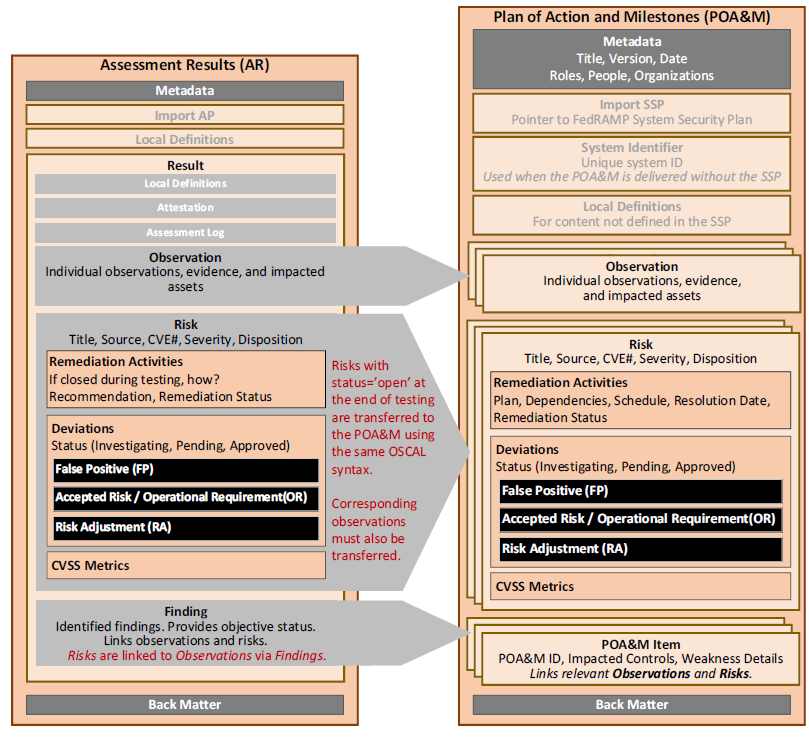 Assessment Results (AR)
Metadata
Import AP
Local Definitions
Result
Local Definitions
Attestation
Assessment Log
Observation
Individual observations, evidence, and impacted
assets
Risk
Title, Source, CVE#, Severity, Disposition
Remediation Activities
If closed during testing, how?
Recommendation, Remediation Status
Deviations
Status (Investigating, Pending, Approved)
False Positive (FP)
Accepted Risk / Operational Requirement(OR)
Risk Adjustment (RA)
CVSS Metrics
Risks with
status=’open’ at
the end of testing
are transferred to
the POA&M using
the same OSCAL
syntax.
Corresponding
observations
must also be
transferred.
Finding
Identified findings. Provides objective status.
Links observations and risks.
Risks are linked to Observations via Findings.
Back Matter
Plan of Action and Milestones (POA&M)
Metadata
Title, Version, Date
Roles, People, Organizations
Import SSP
Pointer to FedRAMP System Security Plan
System Identifier
Unique system ID
Used when the POA&M is delivered without the SSP
Local Definitions
For content not defined in the SSP
Observation
Individual observations, evidence,
and impacted assets
Risk
Title, Source, CVE#, Severity, Disposition
Remediation Activities
Plan, Dependencies, Schedule, Resolution Date,
Remediation Status
Deviations
Status (Investigating, Pending, Approved)
False Positive (FP)
Accepted Risk / Operational Requirement(OR)
Risk Adjustment (RA)
CVSS Metrics
POA&M Item
POA&M ID, Impacted Controls, Weakness Details
Links relevant Observations and Risks.
Back Matter